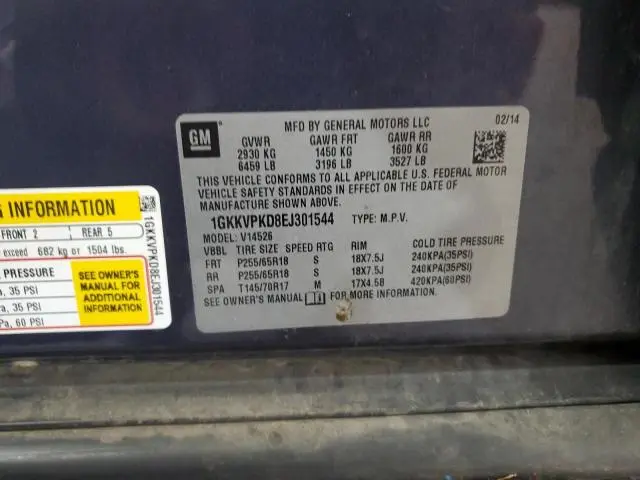 GM
MFD BY GENERAL MOTORS LLC
02/14
GVWR GAWR FRT GAWR RR
2930 KG 1450 KG 1600 KG
6459 LB 3196 LB 3527 LB
THIS VEHICLE CONFORMS TO ALL APPLICABLE U.S. FEDERAL MOTOR
VEHICLE SAFETY STANDARDS IN EFFECT ON THE DATE OF
MANUFACTURE SHOWN ABOVE.
1GKKVPKD8EJ301544 TYPE: M.P.V.
MODEL: V14526
VBBL TIRE SIZE SPEED RTG RIM COLD TIRE PRESSURE
FRT P255/65R18 S 18X7.5J 240KPA(35PSI)
RR P255/65R18 S 18X7.5J 240KPA(35PSI)
SPA T145/70R17 M 17X4.5B 420KPA(60PSI)
SEE OWNER'S MANUAL FOR MORE INFORMATION.
INFORMATION
FRONT 2 REAR 5
exceed 682 kg or 1504 lbs.
PRESSURE
35 PSI
35 PSI
60 PSI
SEE OWNER'S
MANUAL FOR
ADDITIONAL
INFORMATION
1GKKVPKD8EJ301544